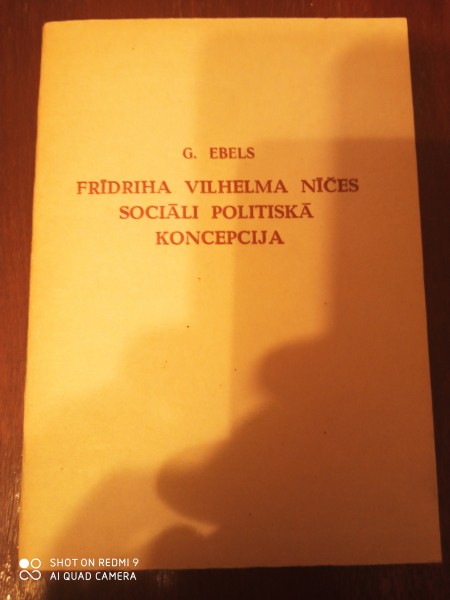 G. EBELS
FRĪDRIHA VILHELMA NĪČES
SOCIĀLI POLITISKĀ
KONCEPCIJA
SHOT ON REDMI 9
AI QUAD CAMERA